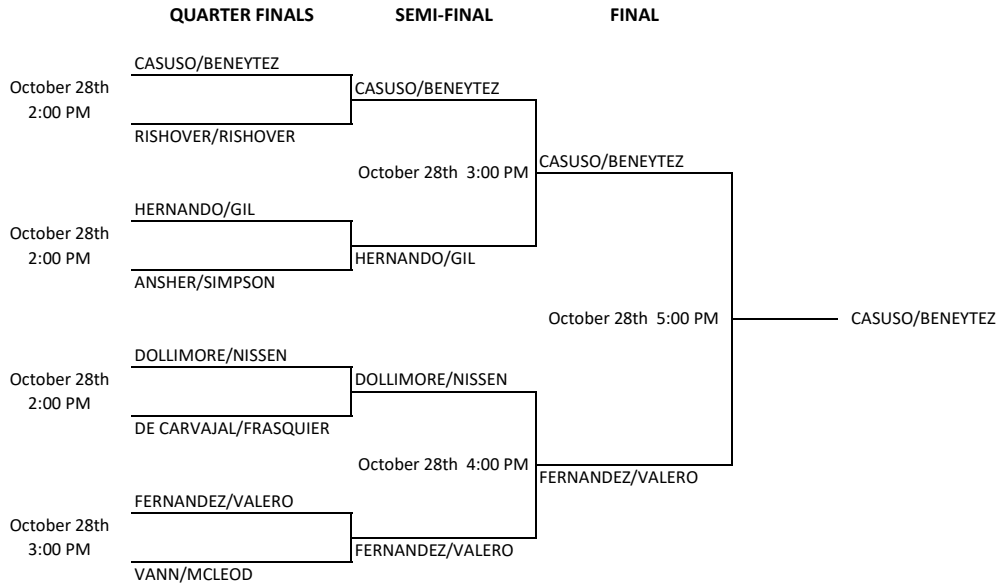 QUARTER FINALS SEMI-FINAL FINAL
CASUSO/BENEYTEZ
October 28th
2:00 PM
CASUSO/BENEYTEZ
RISHOVER/RISHOVER
October 28th 3:00 PM
CASUSO/BENEYTEZ
HERNANDO/GIL
October 28th
2:00 PM
HERNANDO/GIL
ANSHER/SIMPSON
October 28th 5:00 PM
CASUSO/BENEYTEZ
DOLLIMORE/NISSEN
October 28th
2:00 PM
DOLLIMORE/NISSEN
DE CARVAJAL/FRASQUIER
October 28th 4:00 PM
FERNANDEZ/VALERO
FERNANDEZ/VALERO
October 28th
3:00 PM
FERNANDEZ/VALERO
VANN/MCLEOD